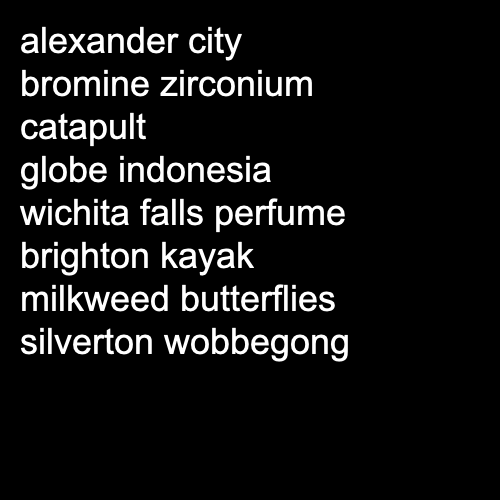 alexander city
bromine zirconium
catapult
globe indonesia
wichita falls perfume
brighton kayak
milkweed butterflies
silverton wobbegong